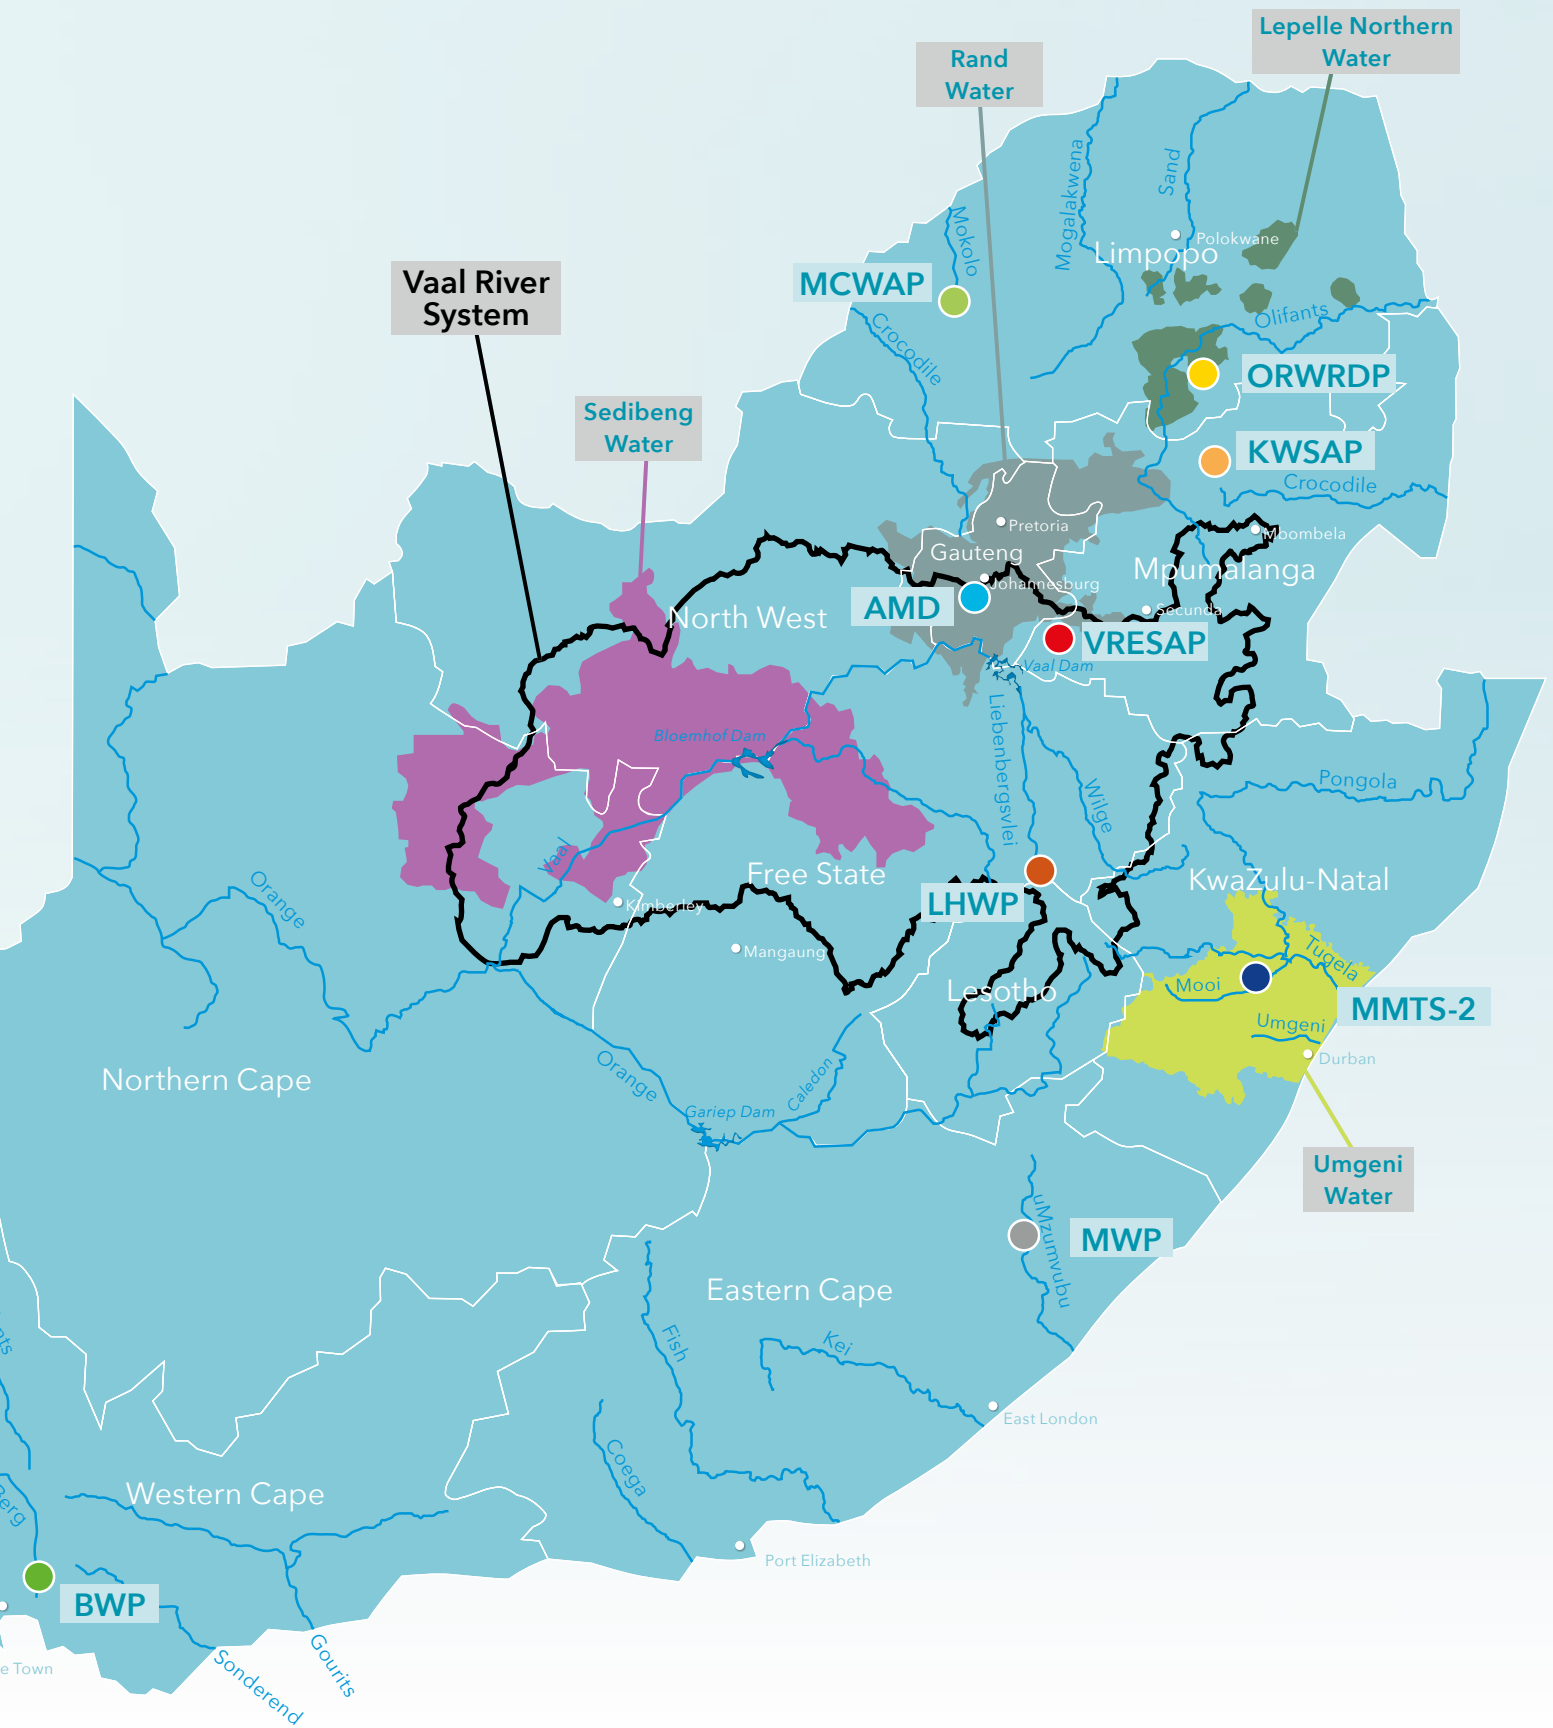 Lepelle Northern
Water
Rand
Water
Mogalakwena
Sand
Mokolo
Polokwane
Limpopo
Vaal River
System
MCWAP
Crocodile
Olifants
ORWRDP
Sedibeng
Water
KWSAP
Crocodile
Pretoria
Mbombela
Gauteng
Mpumalanga
Johannesburg
AMD
Secunda
North West
VRESAP
Vaal Dam
Liebenbergsvlei
Bloemhof Dam
Pongola
Wilge
Vaal
Free State
KwaZulu-Natal
Orange
Kimberley
LHWP
Mangaung
Tugela
Lesotho
Mooi
MMTS-2
Umgeni
Durban
Northern Cape
Orange
Caledon
Gariep Dam
Umgeni
Water
uMzumvubu
MWP
Eastern Cape
Fish
Kei
East London
Coega
Western Cape
Berg
Port Elizabeth
BWP
e Town
Gourits
Sonderend